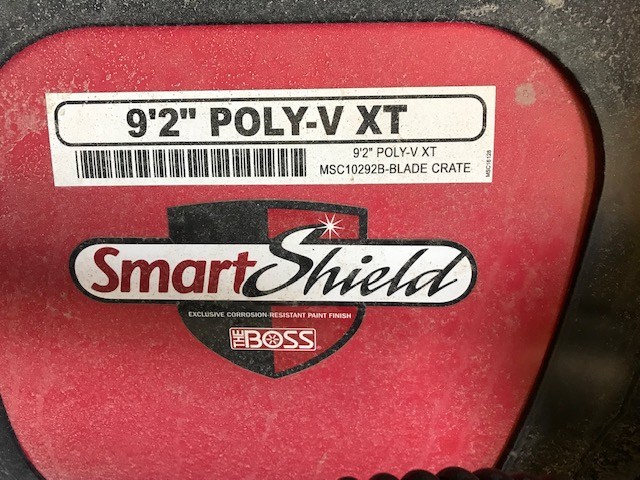 9'2" POLY-V XT
9'2" POLY-V XT
MSC10292B-BLADE CRATE
MSC16128
SmartShield
EXCLUSIVE CORROSION-RESISTANT PAINT FINISH
THE BOSS